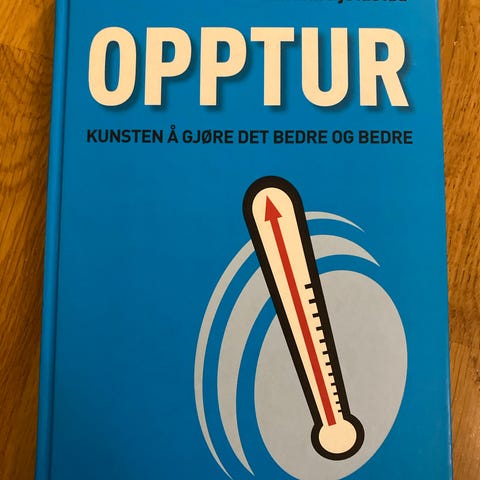 OPPTUR
KUNSTEN Å GJØRE DET BEDRE OG BEDRE